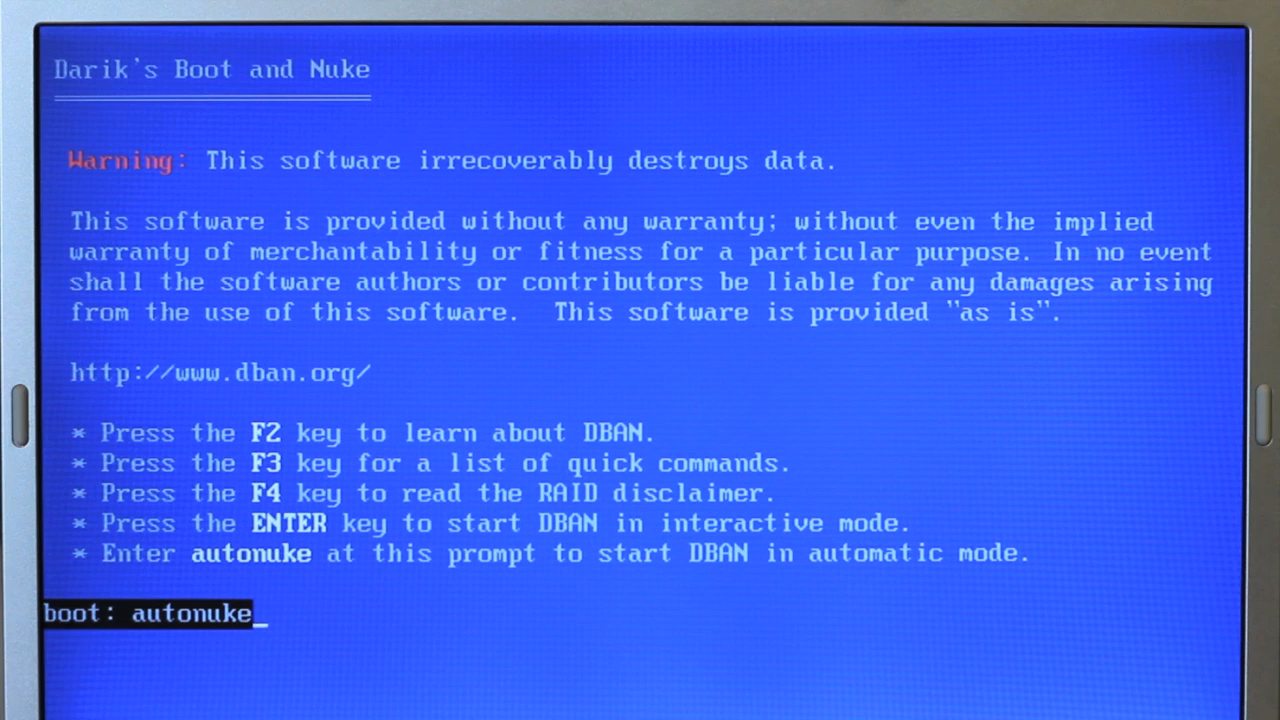 Darik's Boot and Nuke
Warning: This software irrecoverably destroys data.
This software is provided without any warranty; without even the implied
warranty of merchantability or fitness for a particular purpose. In no event
shall the software authors or contributors be liable for any damages arising
from the use of this software.  This software is provided "as is".
http://www.dban.org/
* Press the F2 key to learn about DBAN.
* Press the F3 key for a list of quick commands.
* Press the F4 key to read the RAID disclaimer.
* Press the ENTER key to start DBAN in interactive mode.
* Enter autonuke at this prompt to start DBAN in automatic mode.
boot: autonuke_